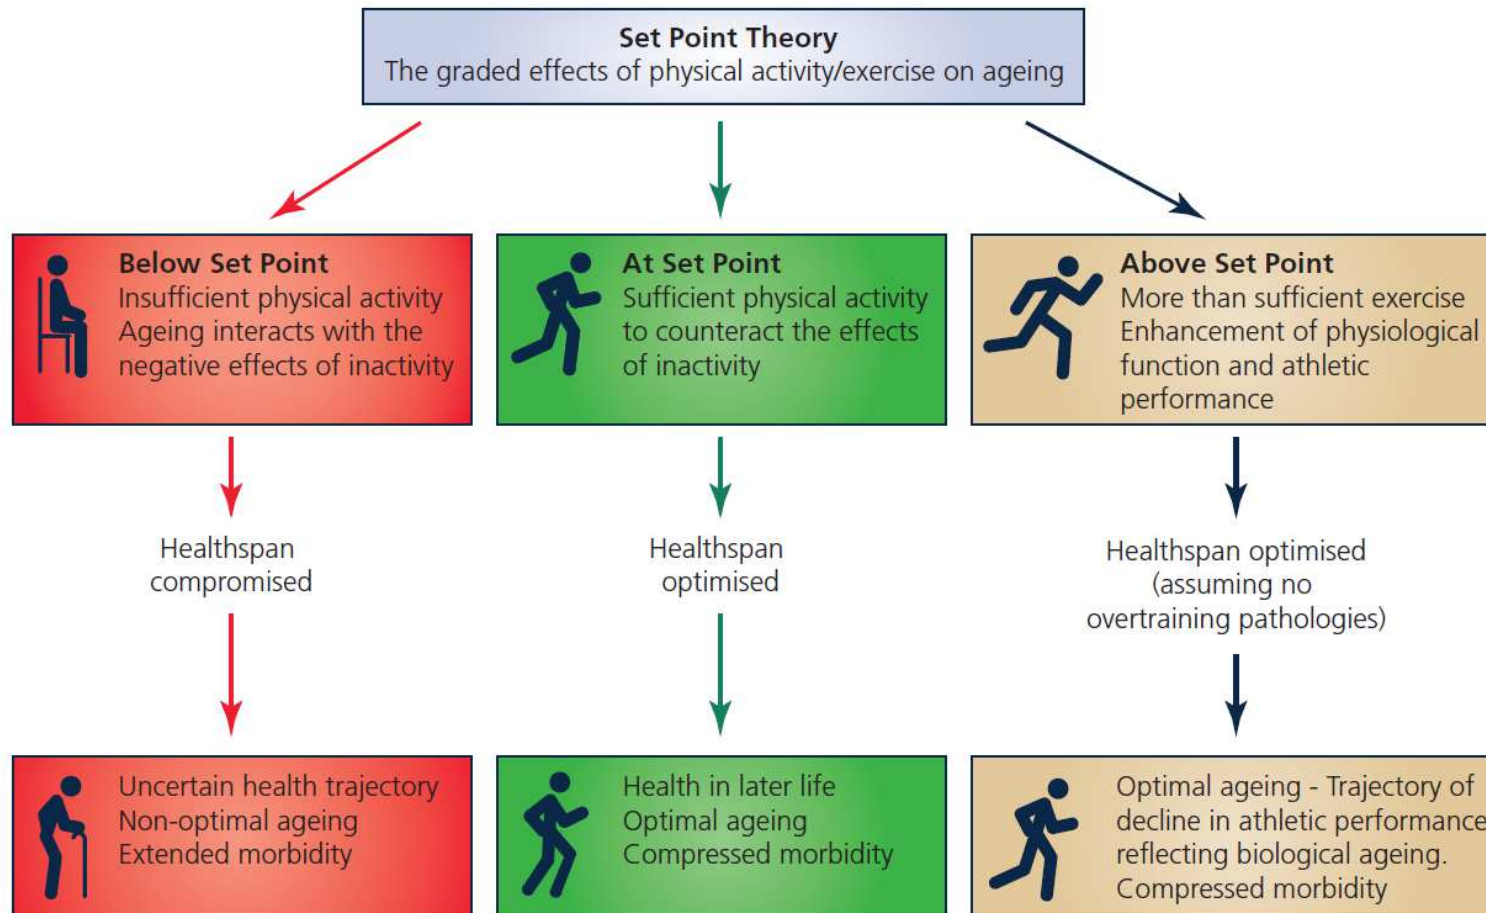 Set Point Theory
The graded effects of physical activity/exercise on ageing
Below Set Point
Insufficient physical activity
Ageing interacts with the
negative effects of inactivity
At Set Point
Sufficient physical activity
to counteract the effects
of inactivity
Above Set Point
More than sufficient exercise
Enhancement of physiological
function and athletic
performance
Healthspan
compromised
Healthspan
optimised
Healthspan optimised
(assuming no
overtraining pathologies)
Uncertain health trajectory
Non-optimal ageing
Extended morbidity
Health in later life
Optimal ageing
Compressed morbidity
Optimal ageing - Trajectory of
decline in athletic performance
reflecting biological ageing.
Compressed morbidity